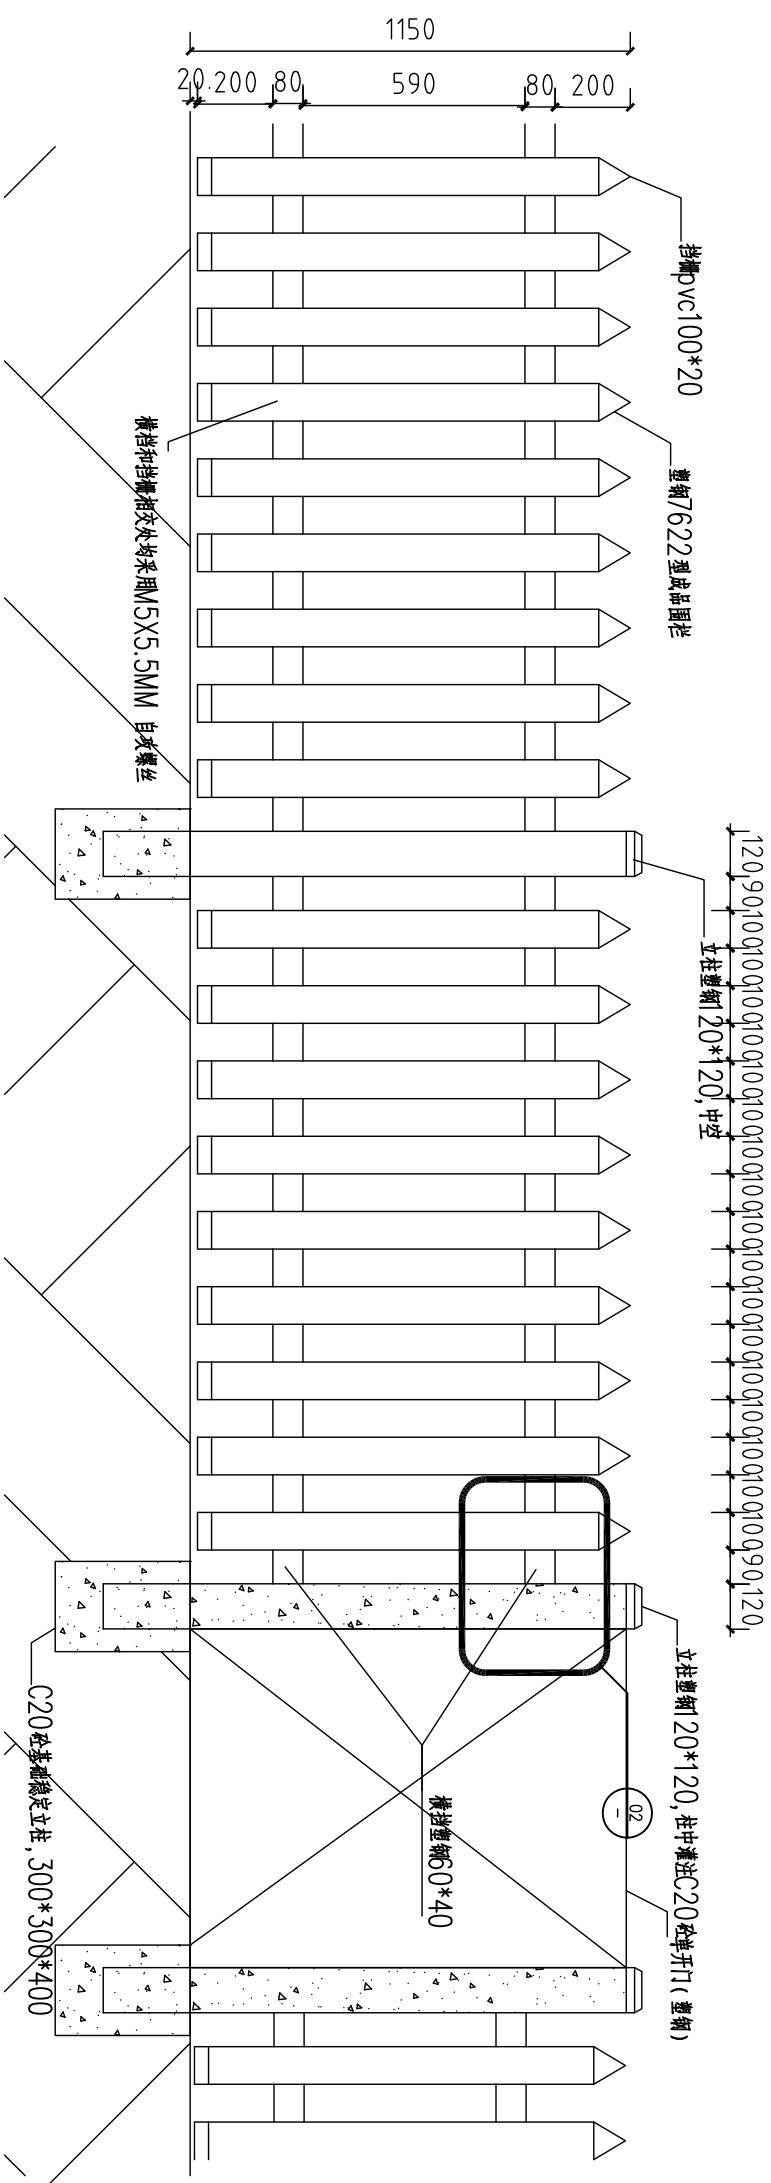 1150
20,200 80 590 80 200
挡栅pvc100*20
塑钢7622型成品围栏
横档和挡栅相交处均采用M5X5.5MM 自攻螺丝
120,90,100 100 100 100 100 100 100 100 100 100 100 100 100 100 100 100 100 90,120,
立柱塑钢120*120,中空
立柱塑钢120*120,柱中灌注C20砼
单开门(塑钢)
02
-
横挡塑钢60*40
C20砼基础稳定立柱,300*300*400